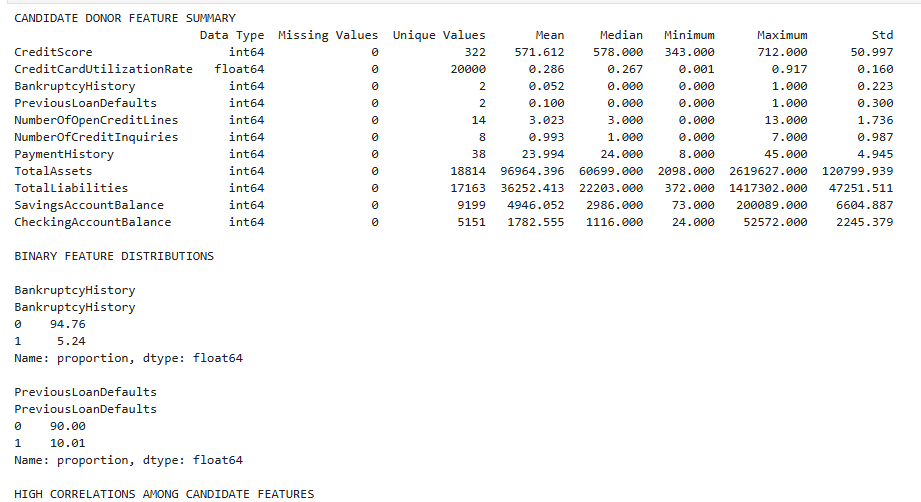 CANDIDATE DONOR FEATURE SUMMARY
Data Type Missing Values Unique Values Mean Median Minimum Maximum Std
CreditScore int64 0 322 571.612 578.000 343.000 712.000 50.997
CreditCardUtilizationRate float64 0 20000 0.286 0.267 0.001 0.917 0.160
BankruptcyHistory int64 0 2 0.052 0.000 0.000 1.000 0.223
PreviousLoanDefaults int64 0 2 0.100 0.000 0.000 1.000 0.300
NumberOfOpenCreditLines int64 0 14 3.023 3.000 0.000 13.000 1.736
NumberOfCreditInquiries int64 0 8 0.993 1.000 0.000 7.000 0.987
PaymentHistory int64 0 38 23.994 24.000 8.000 45.000 4.945
TotalAssets int64 0 18814 96964.396 60699.000 2098.000 2619627.000 120799.939
TotalLiabilities int64 0 17163 36252.413 22203.000 372.000 1417302.000 47251.511
SavingsAccountBalance int64 0 9199 4946.052 2986.000 73.000 200089.000 6604.887
CheckingAccountBalance int64 0 5151 1782.555 1116.000 24.000 52572.000 2245.379
BINARY FEATURE DISTRIBUTIONS
BankruptcyHistory
BankruptcyHistory
0 94.76
1 5.24
Name: proportion, dtype: float64
PreviousLoanDefaults
PreviousLoanDefaults
0 90.00
1 10.01
Name: proportion, dtype: float64
HIGH CORRELATIONS AMONG CANDIDATE FEATURES